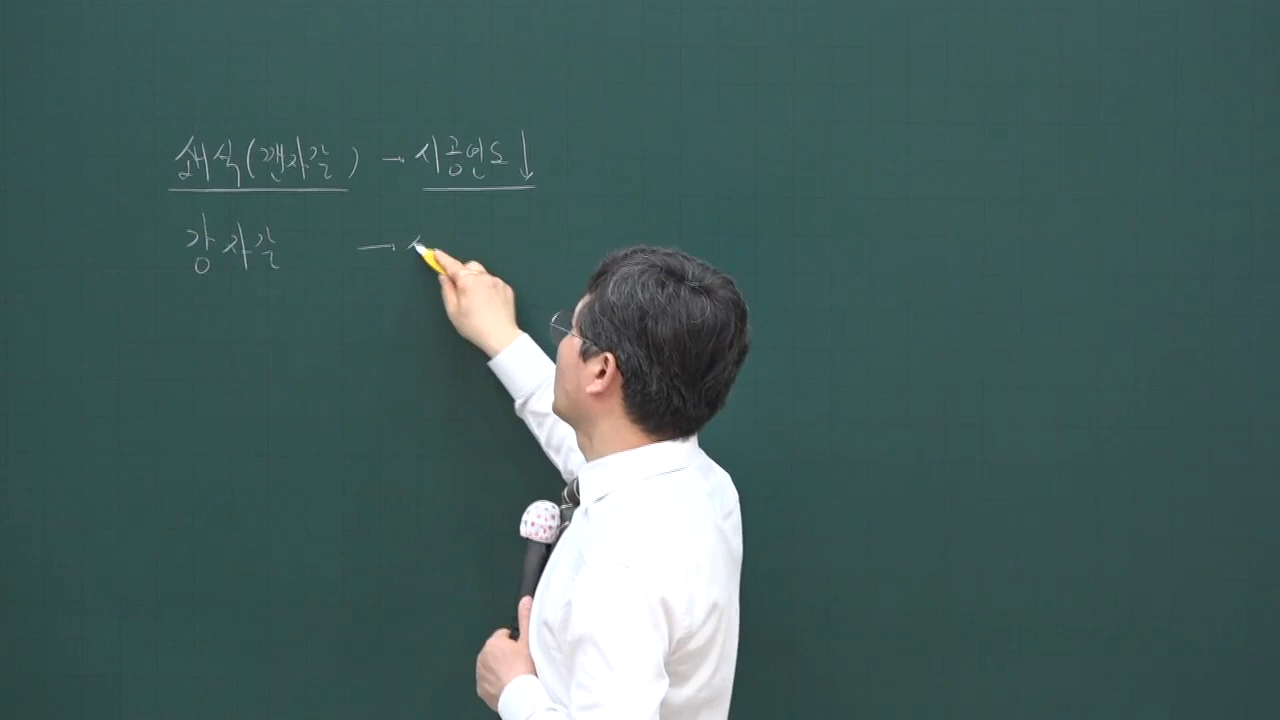 쇄석(깬자갈) → 시공연도↓
강자갈 →